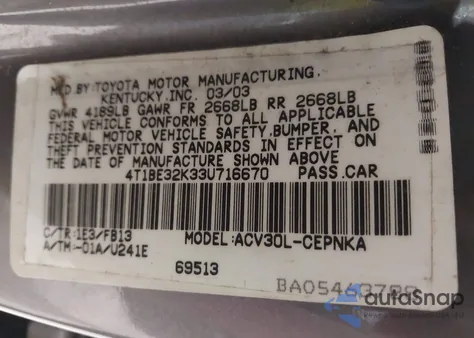 MFD.BY:TOYOTA MOTOR MANUFACTURING,
KENTUCKY,INC. 03/03
GVWR 4189LB GAWR FR 2668LB RR 2668LB
THIS VEHICLE CONFORMS TO ALL APPLICABLE
FEDERAL MOTOR VEHICLE SAFETY,BUMPER, AND
THEFT PREVENTION STANDARDS IN EFFECT ON
THE DATE OF MANUFACTURE SHOWN ABOVE
4T1BE32K33U716670 PASS.CAR
C/TR:1E3/FB13 MODEL:ACV30L-CEPNKA
A/TM:-01A/U241E
69513
autoSnap